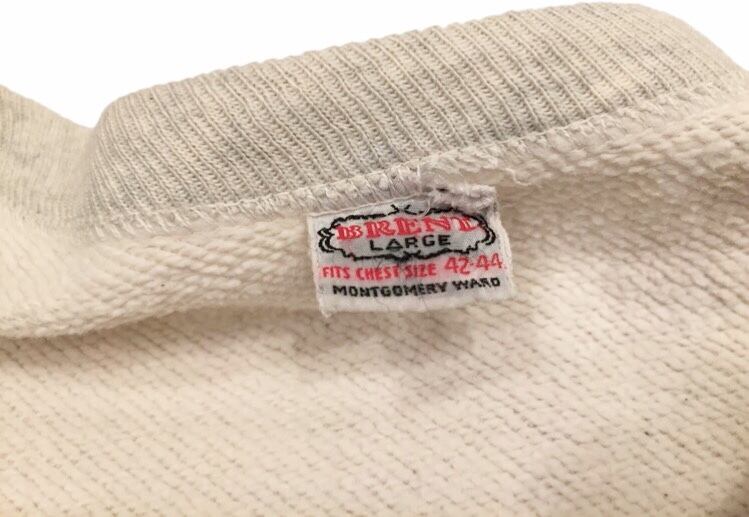 BRENT
LARGE
FITS CHEST SIZE 42-44
MONTGOMERY WARD